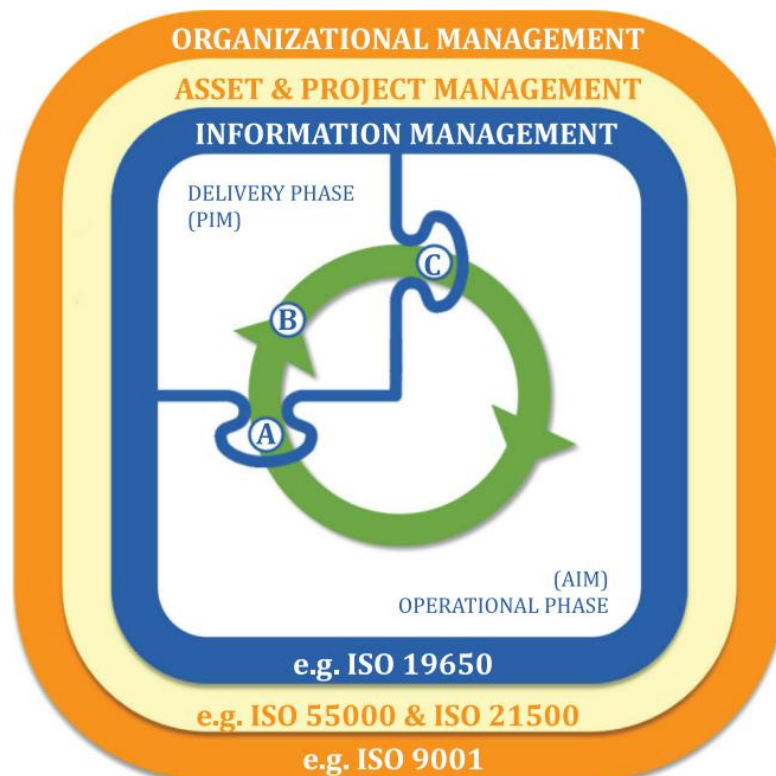 ORGANIZATIONAL MANAGEMENT
ASSET & PROJECT MANAGEMENT
INFORMATION MANAGEMENT
DELIVERY PHASE
(PIM)
C
B
A
(AIM)
OPERATIONAL PHASE
e.g. ISO 19650
e.g. ISO 55000 & ISO 21500
e.g. ISO 9001